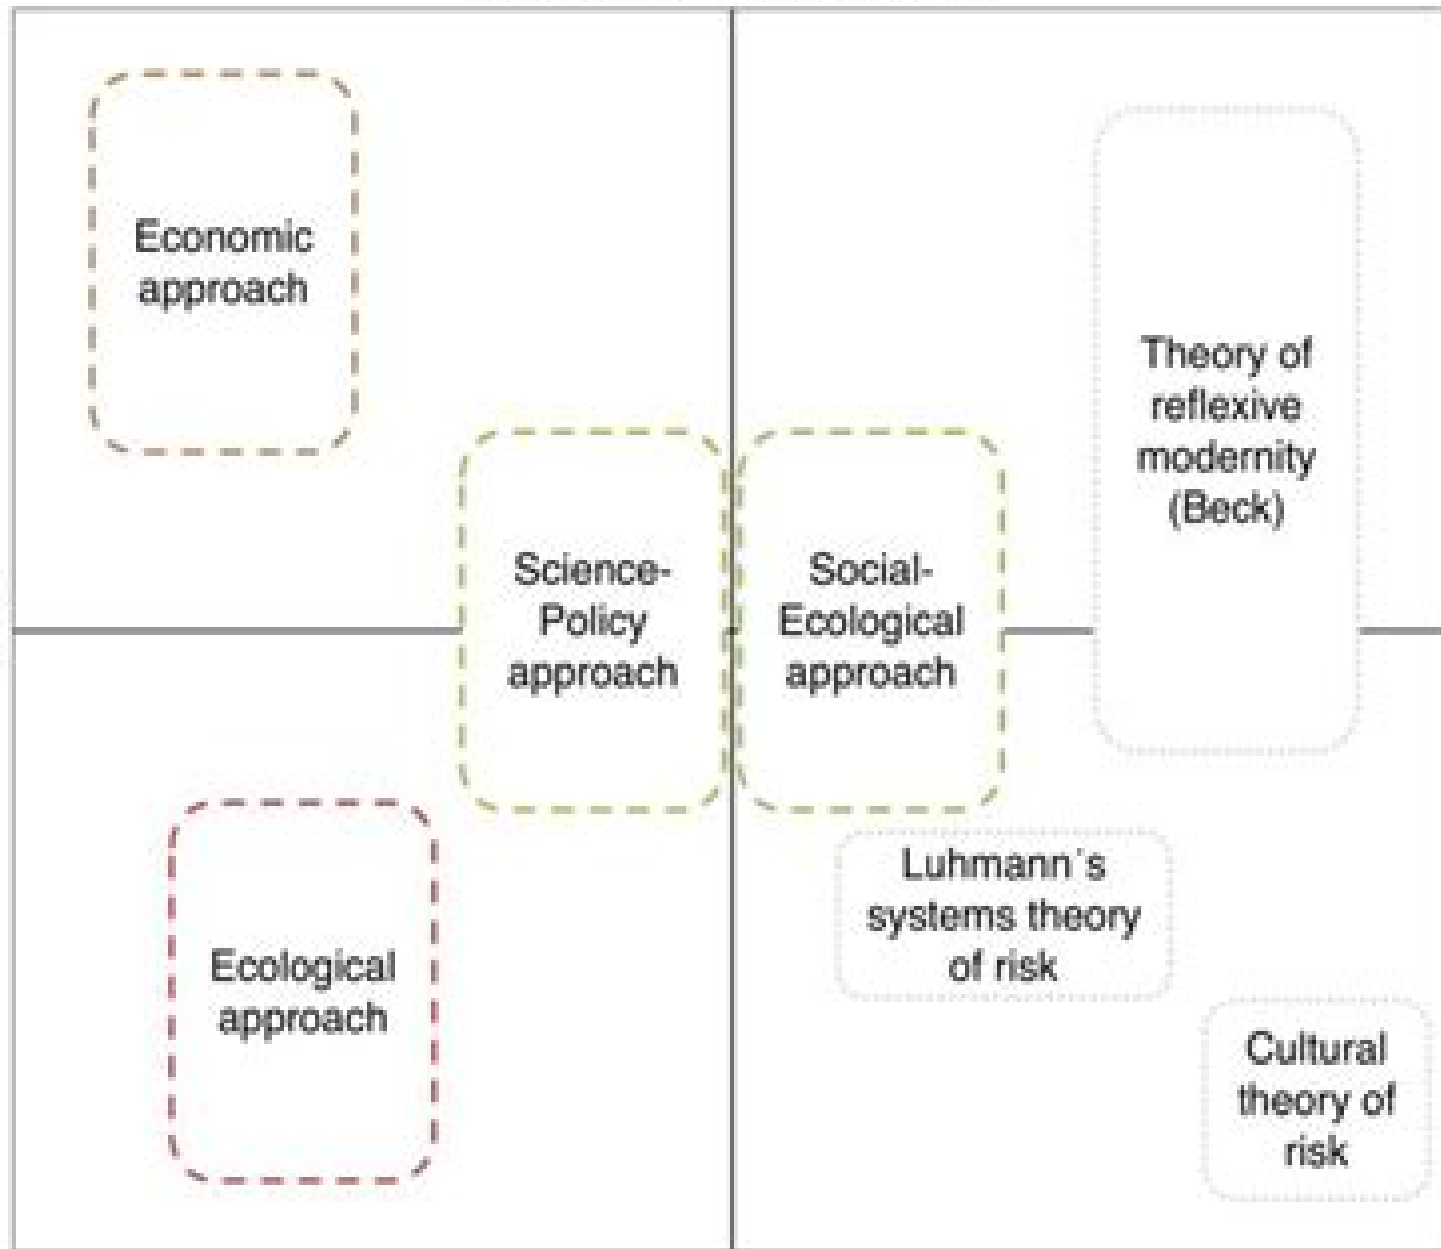 Economic
approach
Theory of
reflexive
modernity
(Beck)
Science-
Policy
approach
Social-
Ecological
approach
Luhmann´s
systems theory
of risk
Ecological
approach
Cultural
theory of
risk